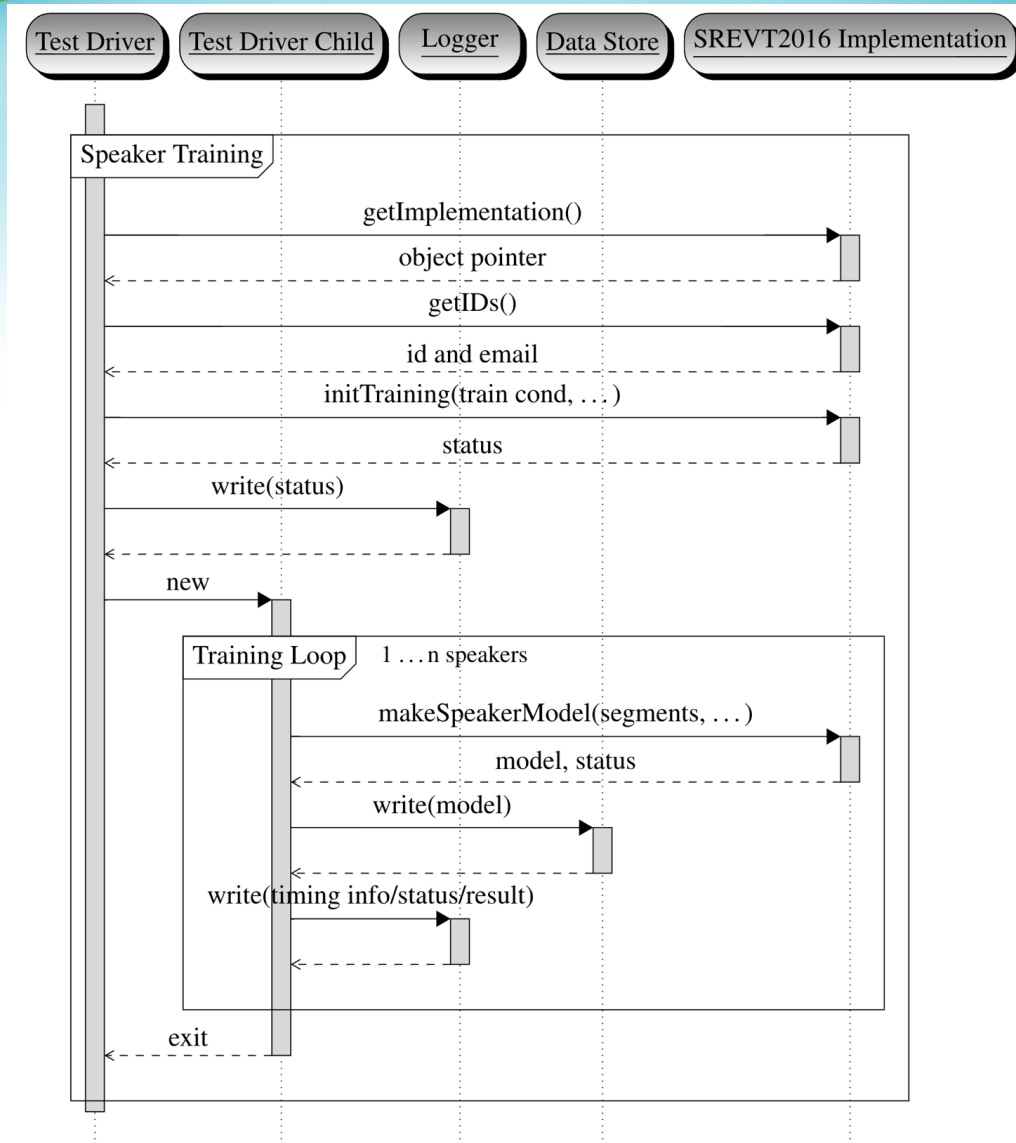 Test Driver
Test Driver Child
Logger
Data Store
SREVT2016 Implementation
Speaker Training
getImplementation()
object pointer
getIDs()
id and email
initTraining(train cond, ...)
status
write(status)
new
Training Loop
1 ...n speakers
makeSpeakerModel(segments, ...)
model, status
write(model)
write(timing info/status/result)
exit